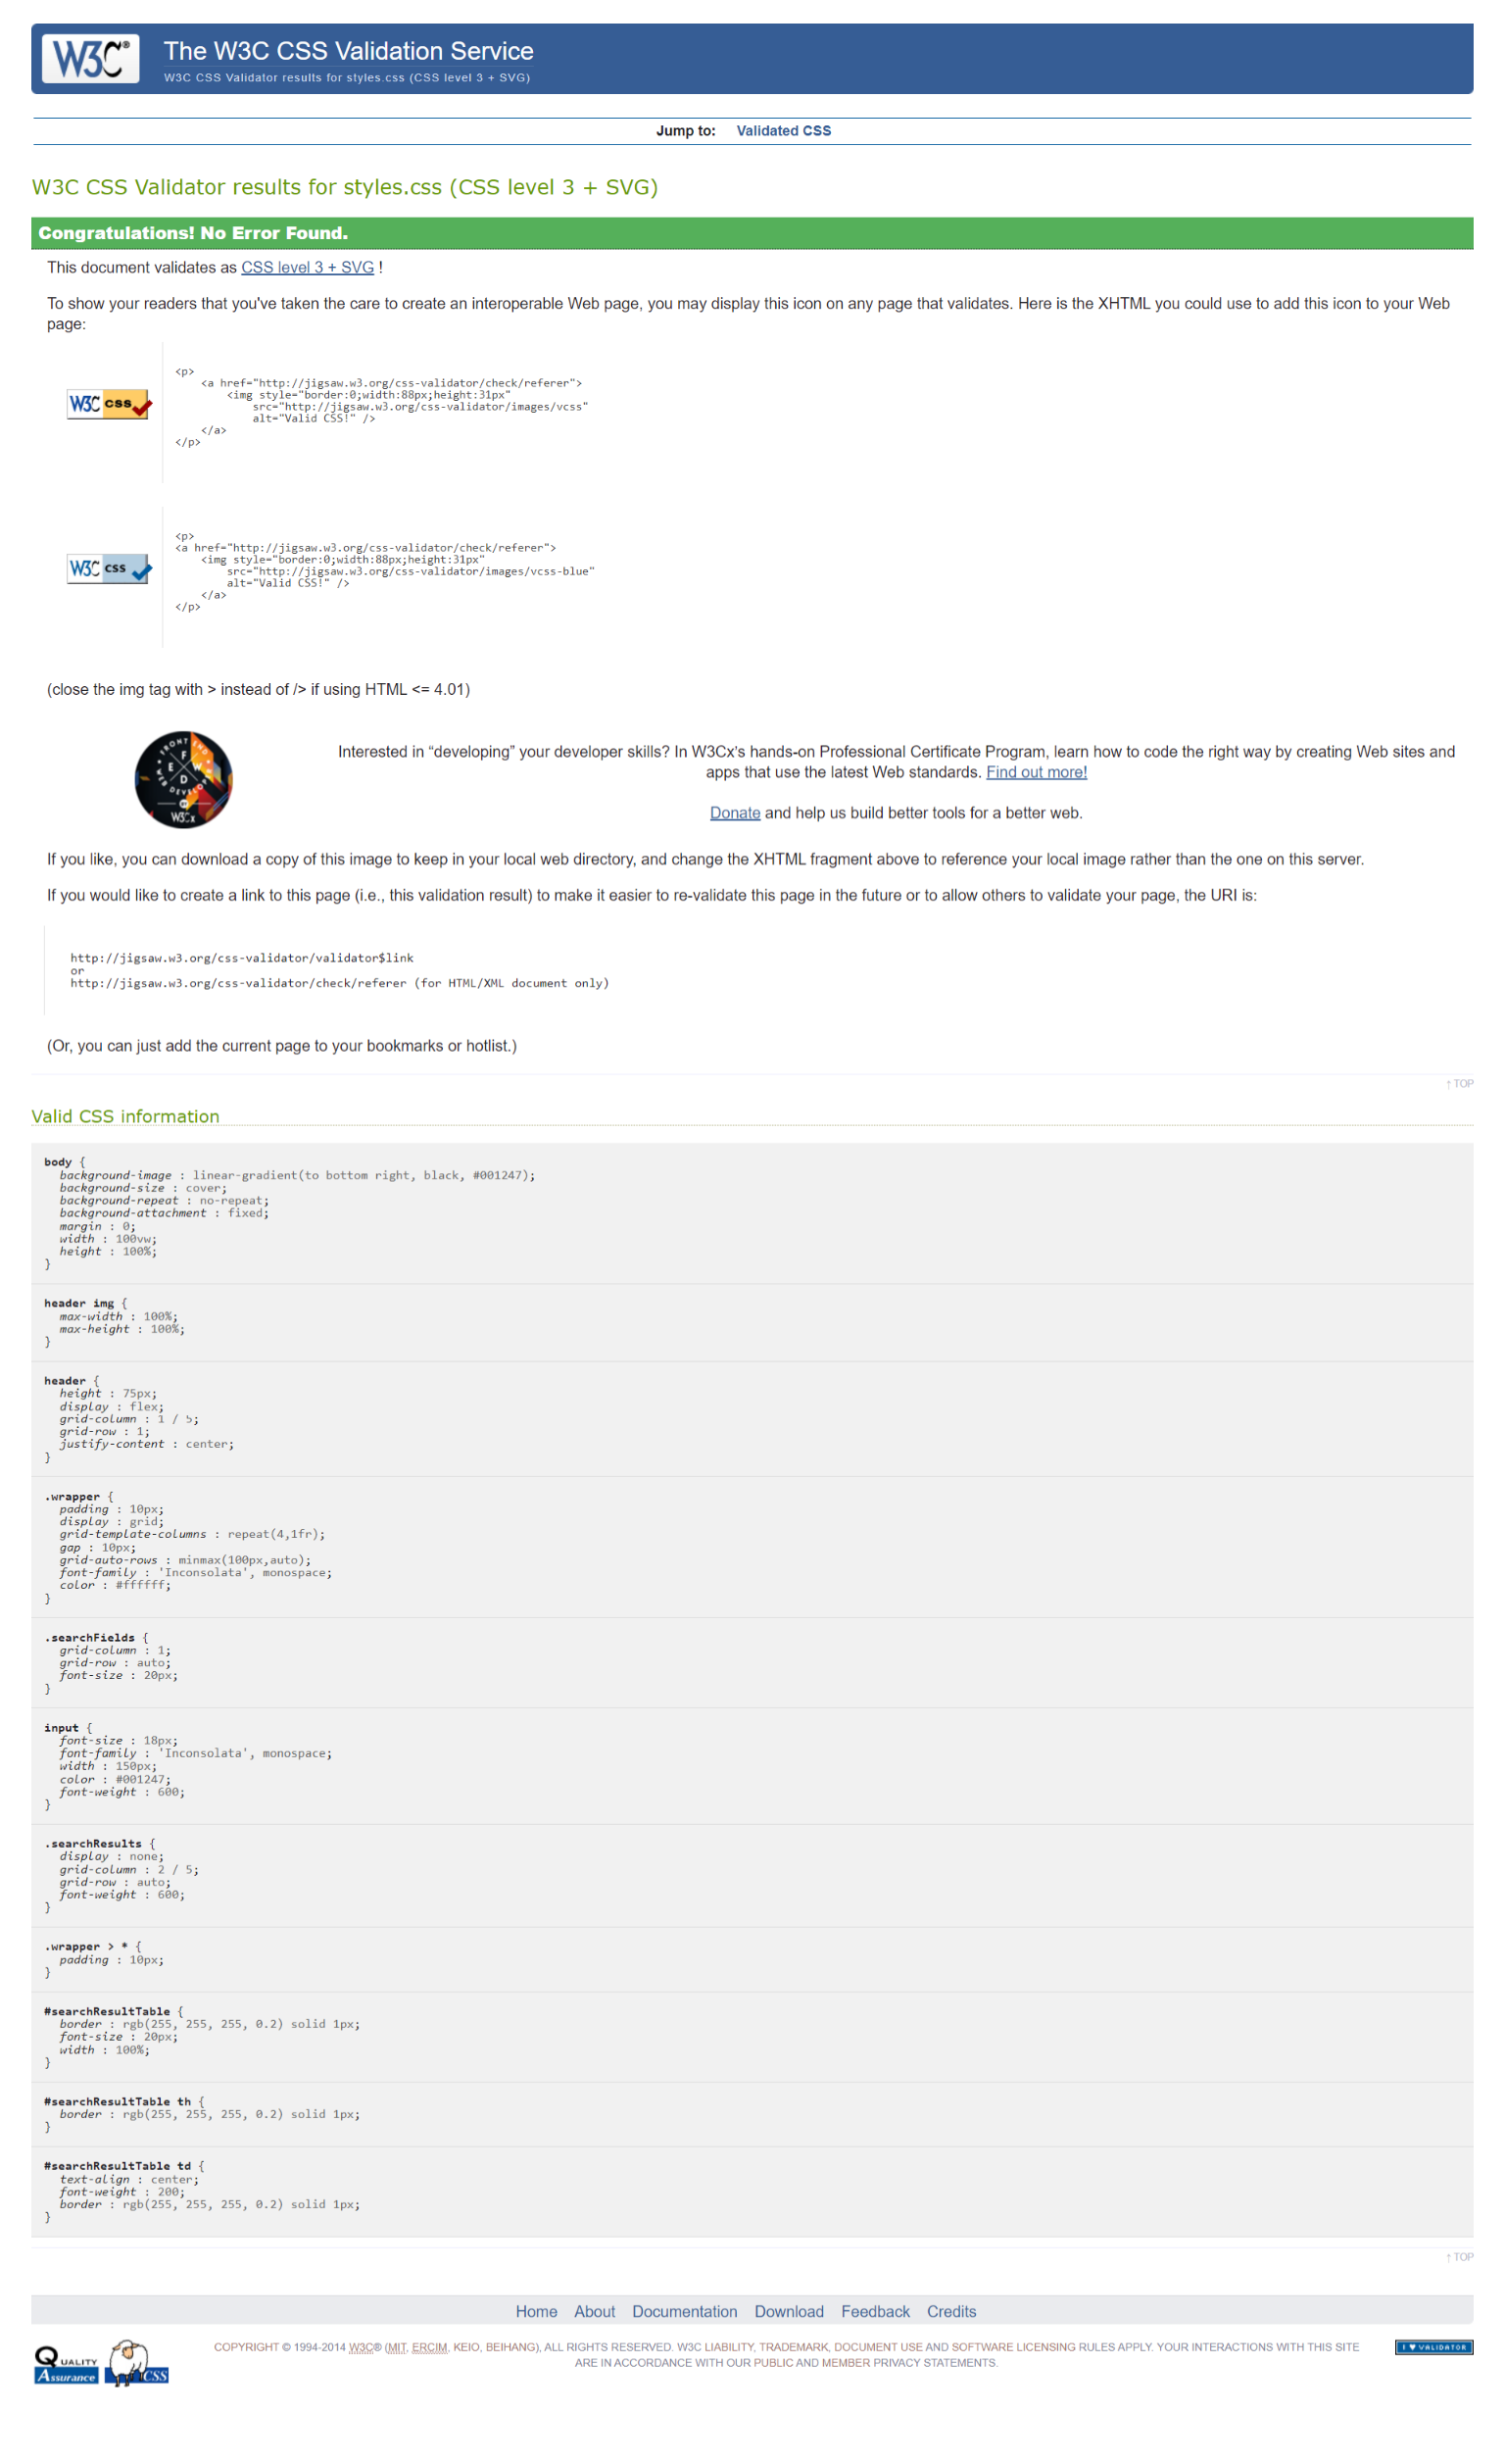 W3C®
The W3C CSS Validation Service
W3C CSS Validator results for styles.css (CSS level 3 + SVG)
Jump to: Validated CSS
W3C CSS Validator results for styles.css (CSS level 3 + SVG)
Congratulations! No Error Found.
This document validates as CSS level 3 + SVG !
To show your readers that you've taken the care to create an interoperable Web page, you may display this icon on any page that validates. Here is the XHTML you could use to add this icon to your Web
page:
W3C css
<p>
    <a href="http://jigsaw.w3.org/css-validator/check/referer">
        <img style="border:0;width:88px;height:31px"
            src="http://jigsaw.w3.org/css-validator/images/vcss"
            alt="Valid CSS!" />
    </a>
</p>
W3C css
<p>
<a href="http://jigsaw.w3.org/css-validator/check/referer">
    <img style="border:0;width:88px;height:31px"
        src="http://jigsaw.w3.org/css-validator/images/vcss-blue"
        alt="Valid CSS!" />
    </a>
</p>
(close the img tag with > instead of /> if using HTML <= 4.01)
FRONT END
F E W D
WEB DEVELOP
W3Cx
Interested in “developing” your developer skills? In W3Cx's hands-on Professional Certificate Program, learn how to code the right way by creating Web sites and
apps that use the latest Web standards. Find out more!
Donate and help us build better tools for a better web.
If you like, you can download a copy of this image to keep in your local web directory, and change the XHTML fragment above to reference your local image rather than the one on this server.
If you would like to create a link to this page (i.e., this validation result) to make it easier to re-validate this page in the future or to allow others to validate your page, the URI is:
http://jigsaw.w3.org/css-validator/validator$link
or
http://jigsaw.w3.org/css-validator/check/referer (for HTML/XML document only)
(Or, you can just add the current page to your bookmarks or hotlist.)
↑ TOP
Valid CSS information
body {
  background-image : linear-gradient(to bottom right, black, #001247);
  background-size : cover;
  background-repeat : no-repeat;
  background-attachment : fixed;
  margin : 0;
  width : 100vw;
  height : 100%;
}
header img {
  max-width : 100%;
  max-height : 100%;
}
header {
  height : 75px;
  display : flex;
  grid-column : 1 / 5;
  grid-row : 1;
  justify-content : center;
}
.wrapper {
  padding : 10px;
  display : grid;
  grid-template-columns : repeat(4,1fr);
  gap : 10px;
  grid-auto-rows : minmax(100px,auto);
  font-family : 'Inconsolata', monospace;
  color : #ffffff;
}
.searchFields {
  grid-column : 1;
  grid-row : auto;
  font-size : 20px;
}
input {
  font-size : 18px;
  font-family : 'Inconsolata', monospace;
  width : 150px;
  color : #001247;
  font-weight : 600;
}
.searchResults {
  display : none;
  grid-column : 2 / 5;
  grid-row : auto;
  font-weight : 600;
}
.wrapper > * {
  padding : 10px;
}
#searchResultTable {
  border : rgb(255, 255, 255, 0.2) solid 1px;
  font-size : 20px;
  width : 100%;
}
#searchResultTable th {
  border : rgb(255, 255, 255, 0.2) solid 1px;
}
#searchResultTable td {
  text-align : center;
  font-weight : 200;
  border : rgb(255, 255, 255, 0.2) solid 1px;
}
↑ TOP
Home About Documentation Download Feedback Credits
QUALITY
Assurance CSS
COPYRIGHT © 1994-2014 W3C® (MIT, ERCIM, KEIO, BEIHANG), ALL RIGHTS RESERVED. W3C LIABILITY, TRADEMARK, DOCUMENT USE AND SOFTWARE LICENSING RULES APPLY. YOUR INTERACTIONS WITH THIS SITE
ARE IN ACCORDANCE WITH OUR PUBLIC AND MEMBER PRIVACY STATEMENTS.
I ♥ VALIDATOR